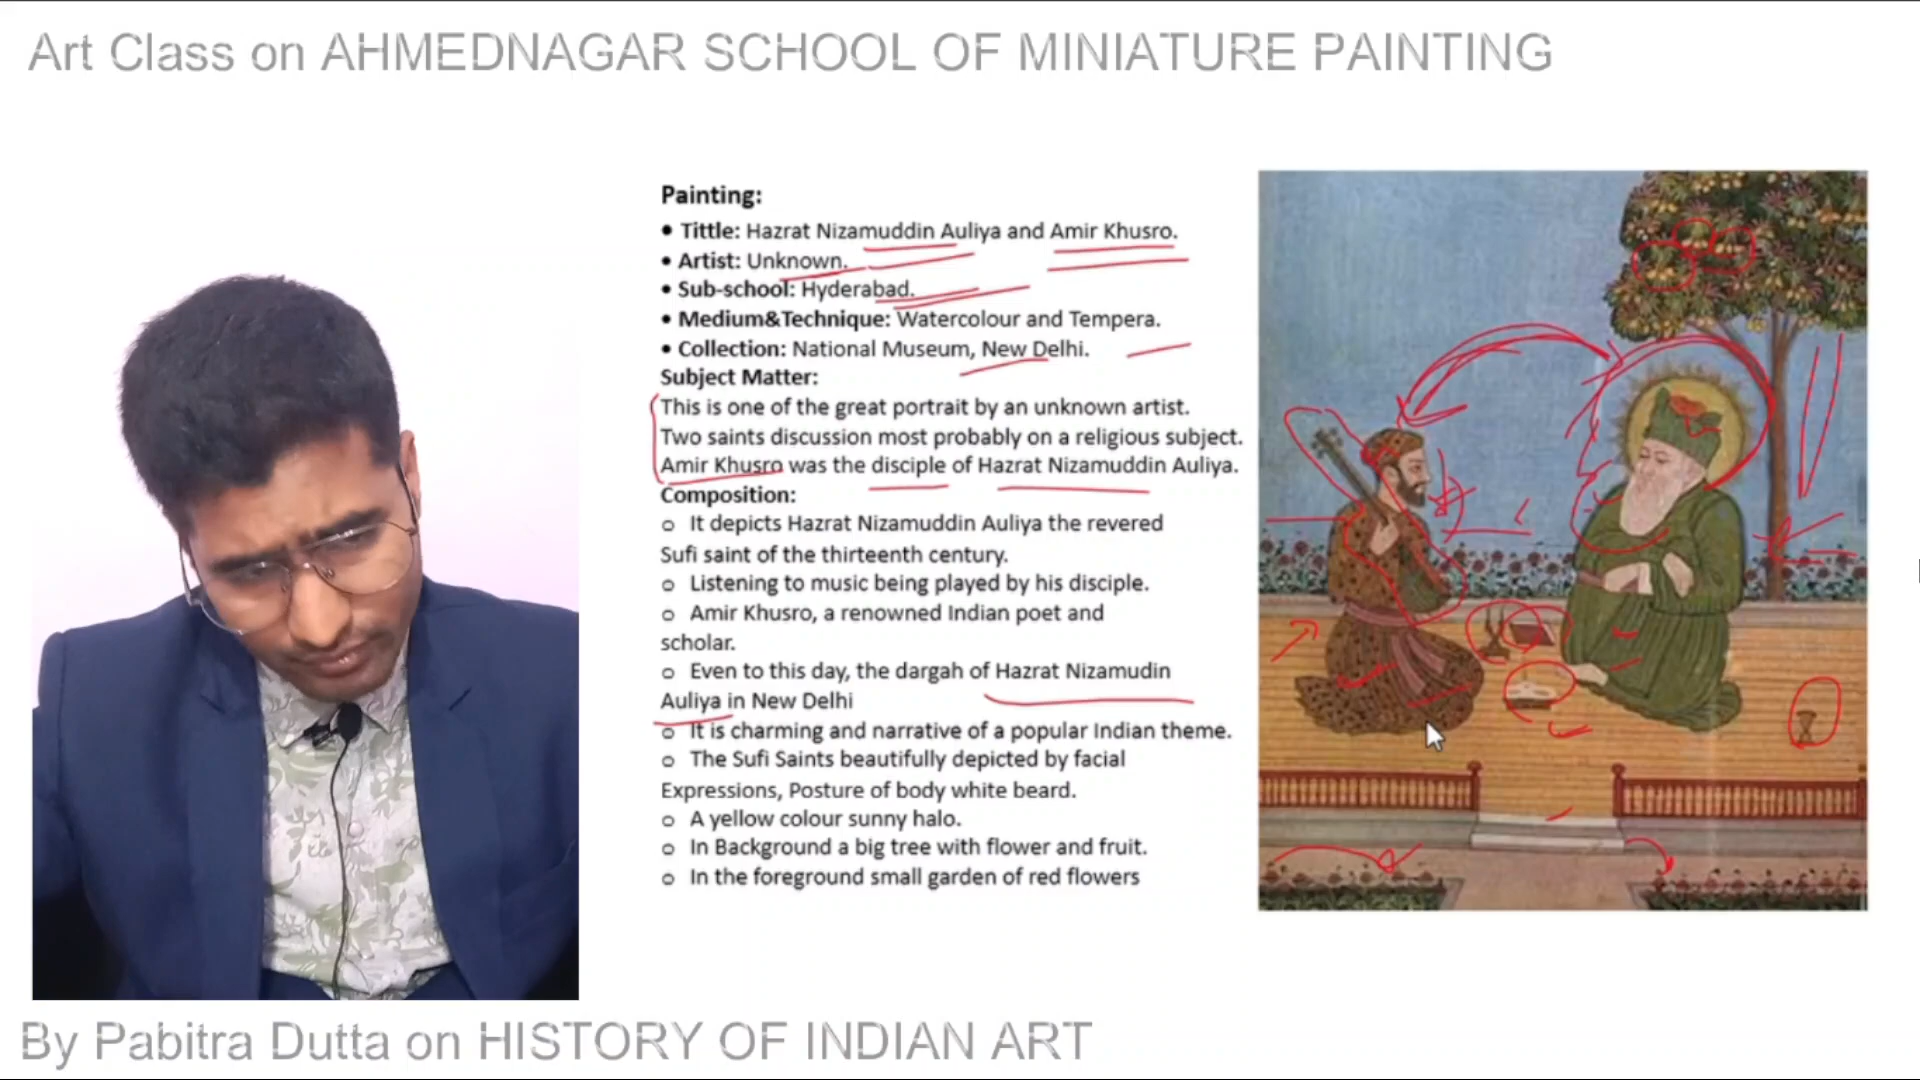 Art Class on AHMEDNAGAR SCHOOL OF MINIATURE PAINTING
Painting:
• Tittle: Hazrat Nizamuddin Auliya and Amir Khusro.
• Artist: Unknown.
• Sub-school: Hyderabad.
• Medium&Technique: Watercolour and Tempera.
• Collection: National Museum, New Delhi.
Subject Matter:
This is one of the great portrait by an unknown artist.
Two saints discussion most probably on a religious subject.
Amir Khusro was the disciple of Hazrat Nizamuddin Auliya.
Composition:
o It depicts Hazrat Nizamuddin Auliya the revered
Sufi saint of the thirteenth century.
o Listening to music being played by his disciple.
o Amir Khusro, a renowned Indian poet and
scholar.
o Even to this day, the dargah of Hazrat Nizamudin
Auliya in New Delhi
o It is charming and narrative of a popular Indian theme.
o The Sufi Saints beautifully depicted by facial
Expressions, Posture of body white beard.
o A yellow colour sunny halo.
o In Background a big tree with flower and fruit.
o In the foreground small garden of red flowers
By Pabitra Dutta on HISTORY OF INDIAN ART